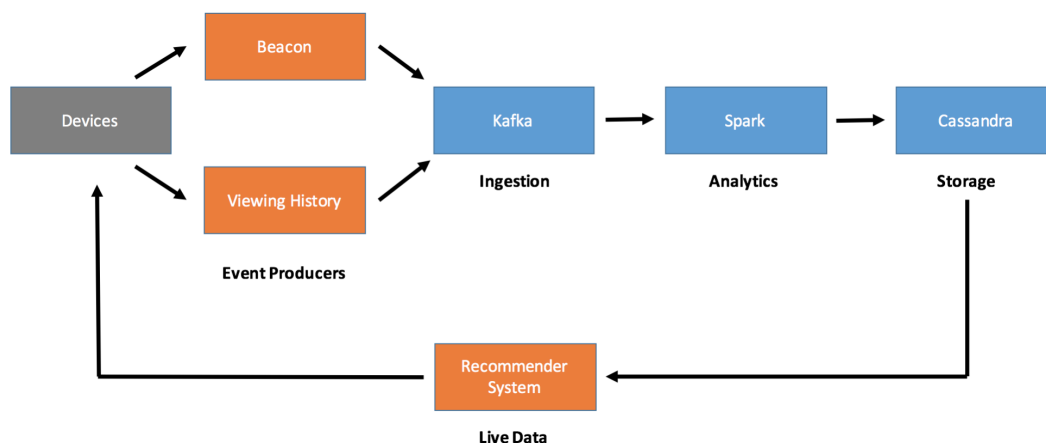 Beacon
Devices
Kafka
Spark
Cassandra
Ingestion
Analytics
Storage
Viewing History
Event Producers
Recommender
System
Live Data